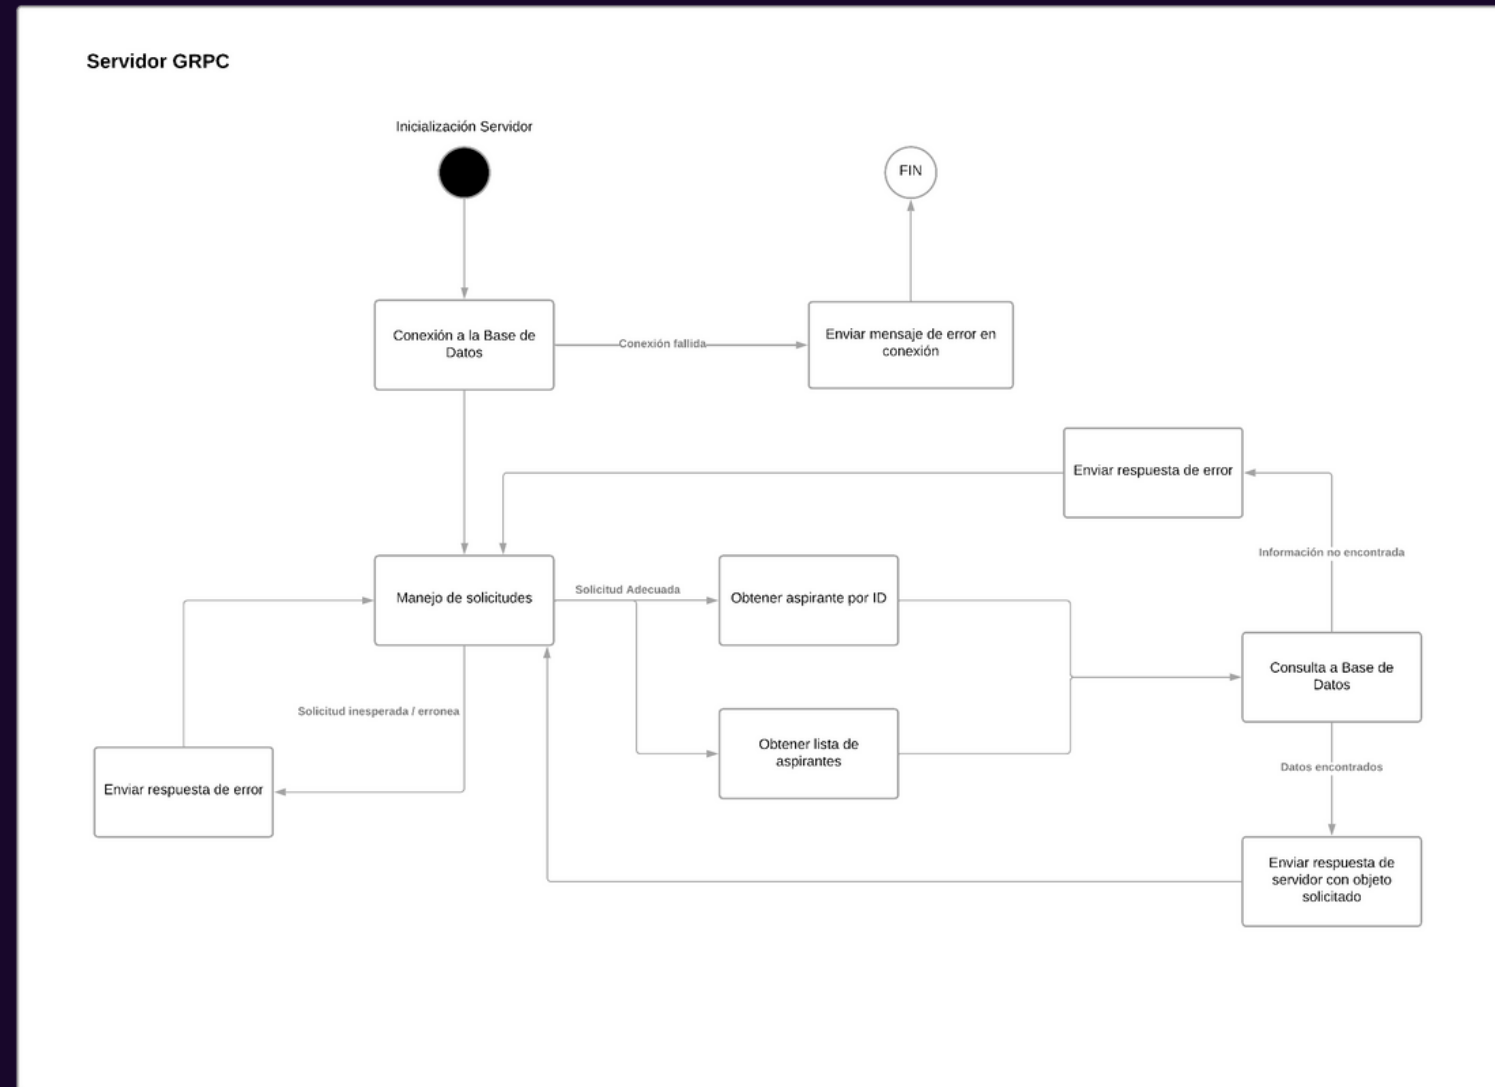 Servidor GRPC
Inicialización Servidor
FIN
Conexión a la Base de
Datos
Conexión fallida
Enviar mensaje de error en
conexión
Enviar respuesta de error
Información no encontrada
Manejo de solicitudes
Solicitud Adecuada
Obtener aspirante por ID
Consulta a Base de
Datos
Solicitud inesperada / erronea
Obtener lista de
aspirantes
Datos encontrados
Enviar respuesta de error
Enviar respuesta de
servidor con objeto
solicitado